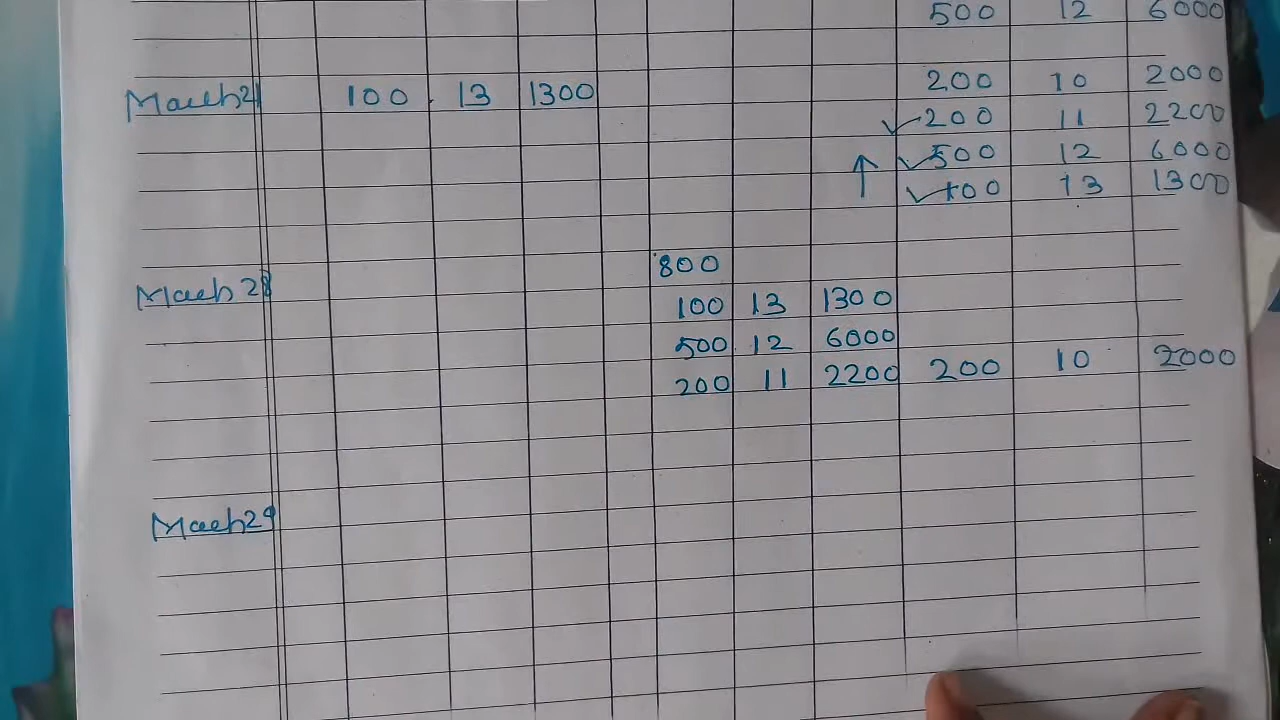 500 12 6000
200 10 2000
March 21 100 13 1300
200 11 2200
500 12 6000
100 13 1300
800
March 28
100 13 1300
500 12 6000
200 11 2200 200 10 2000
March 29